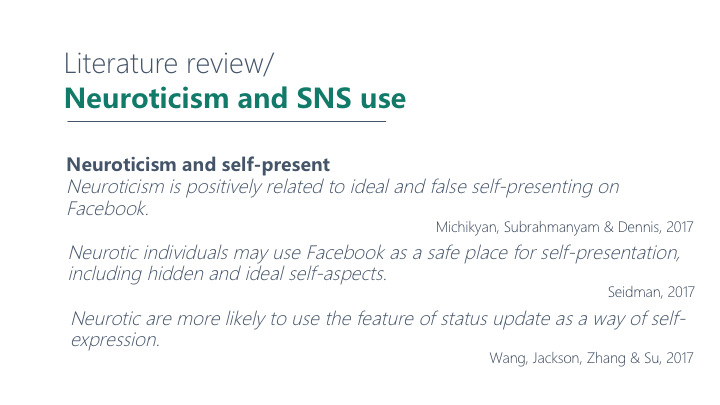 Literature review/
Neuroticism and SNS use
Neuroticism and self-present
Neuroticism is positively related to ideal and false self-presenting on
Facebook.
Michikyan, Subrahmanyam & Dennis, 2017
Neurotic individuals may use Facebook as a safe place for self-presentation,
including hidden and ideal self-aspects.
Seidman, 2017
Neurotic are more likely to use the feature of status update as a way of self-
expression.
Wang, Jackson, Zhang & Su, 2017